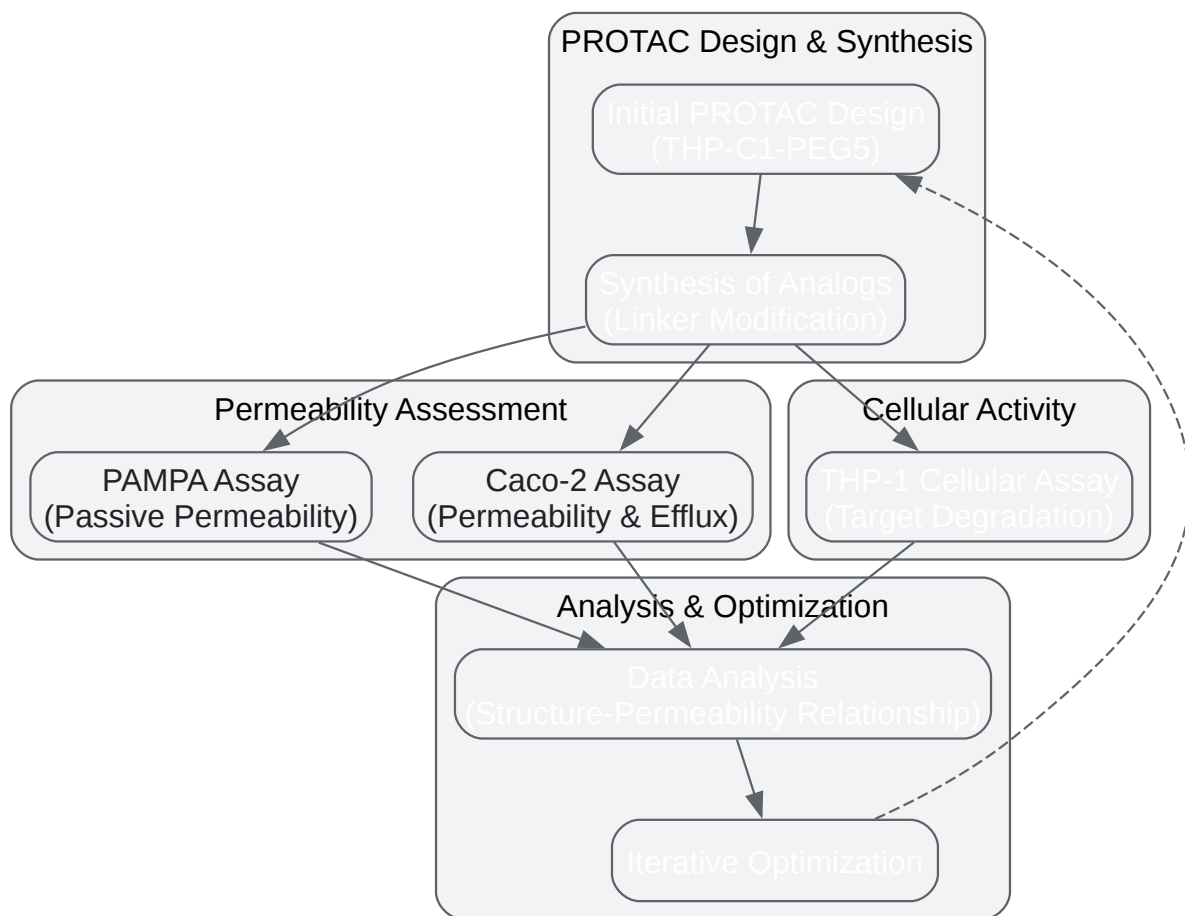 PROTAC Design & Synthesis
Initial PROTAC Design
(THP-C1-PEG5)
Synthesis of Analogs
(Linker Modification)
Permeability Assessment
Cellular Activity
PAMPA Assay
(Passive Permeability)
Caco-2 Assay
(Permeability & Efflux)
THP-1 Cellular Assay
(Target Degradation)
Analysis & Optimization
Data Analysis
(Structure-Permeability Relationship)
Iterative Optimization